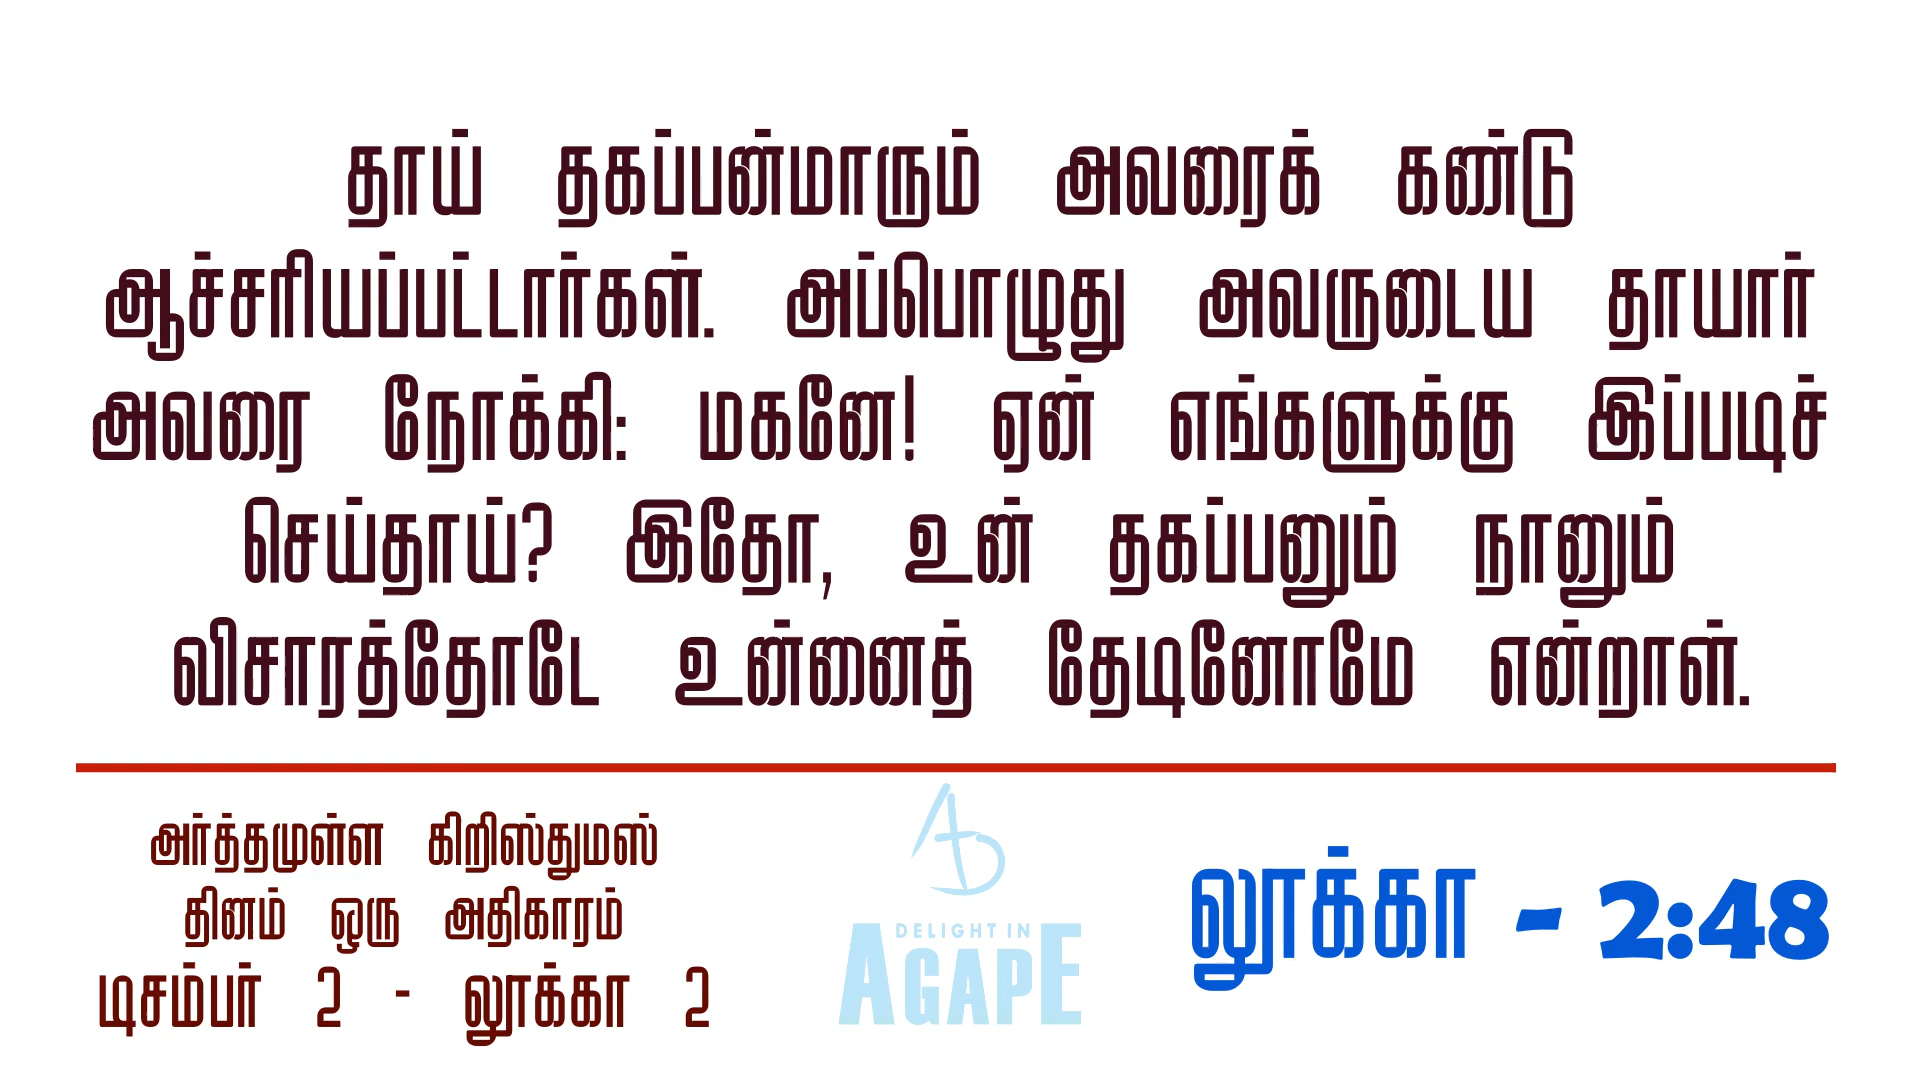 தாய் தகப்பன்மாரும் அவரைக் கண்டு
ஆச்சரியப்பட்டார்கள். அப்பொழுது அவருடைய தாயார்
அவரை நோக்கி: மகனே! ஏன் எங்களுக்கு இப்படிச்
செய்தாய்? இதோ, உன் தகப்பனும் நானும்
விசாரத்தோடே உன்னைத் தேடினோமே என்றாள்.
அர்த்தமுள்ள கிறிஸ்துமஸ்
தினம் ஒரு அதிகாரம்
டிசம்பர் 2 - லூக்கா 2
DELIGHT IN
AGAPE
லூக்கா - 2:48